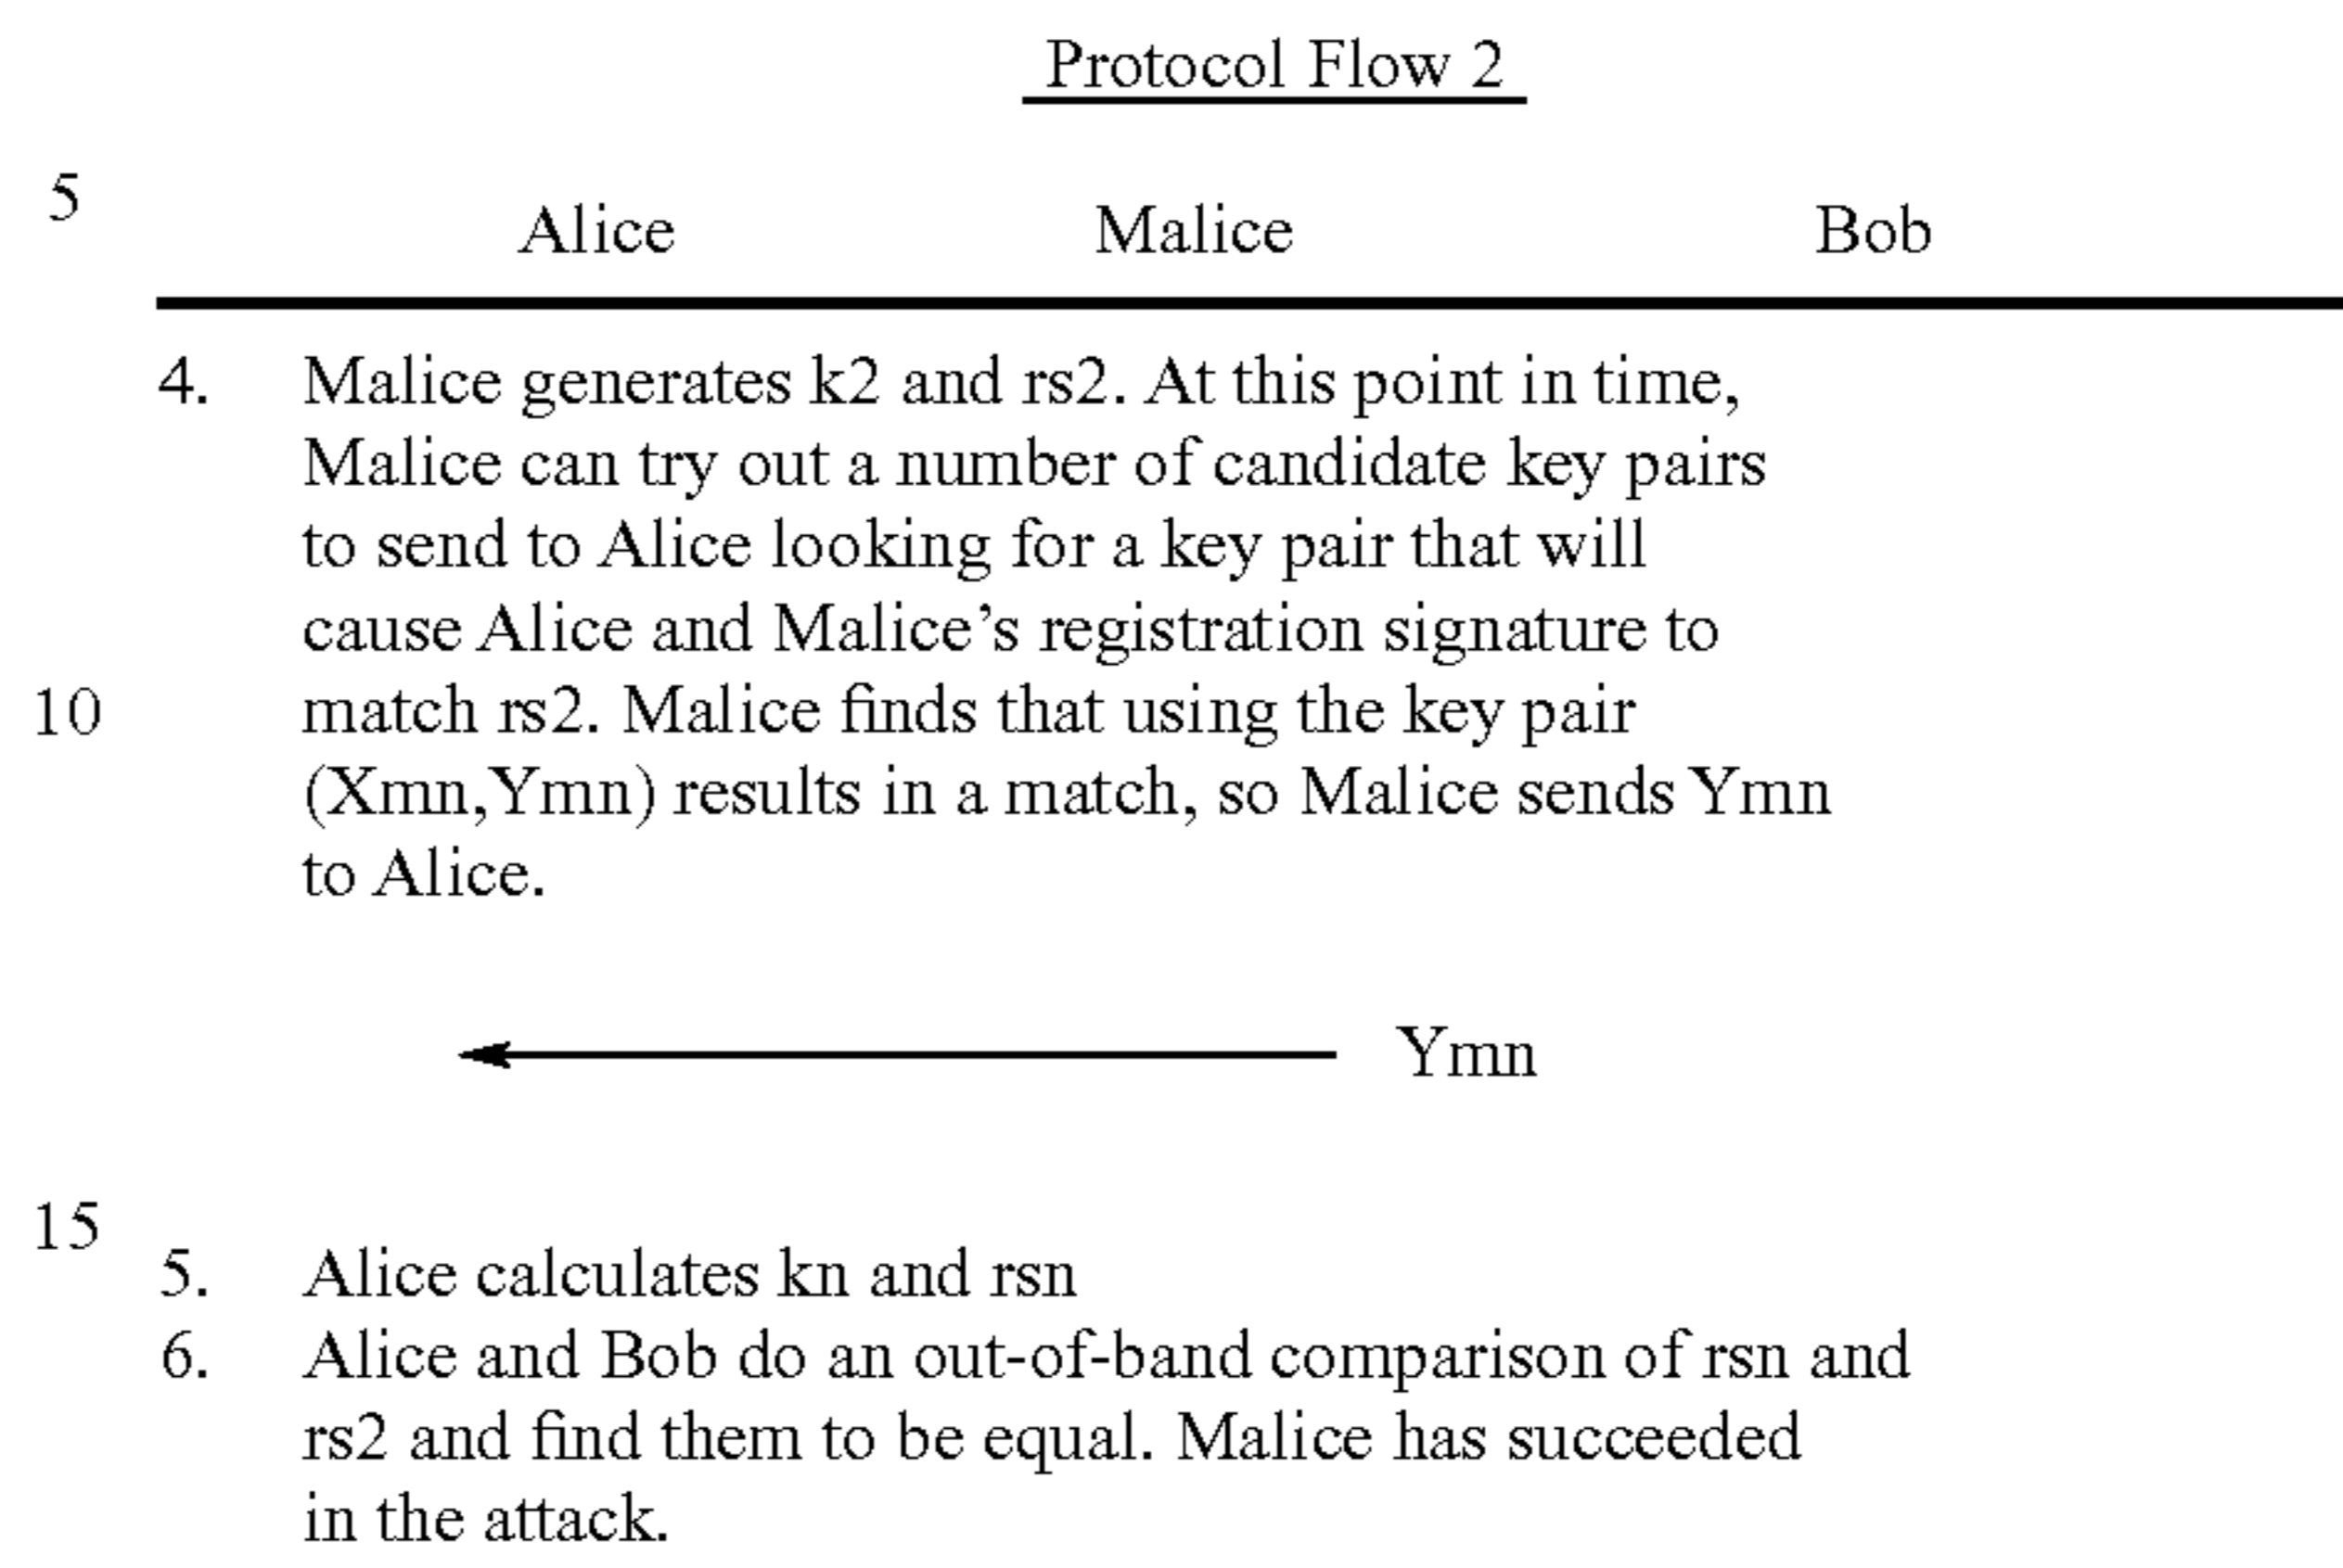 Protocol Flow 2
5
Alice Malice Bob
4. Malice generates k2 and rs2. At this point in time,
Malice can try out a number of candidate key pairs
to send to Alice looking for a key pair that will
cause Alice and Malice’s registration signature to
10 match rs2. Malice finds that using the key pair
(Xmn,Ymn) results in a match, so Malice sends Ymn
to Alice.
Ymn
15
5. Alice calculates kn and rsn
6. Alice and Bob do an out-of-band comparison of rsn and
rs2 and find them to be equal. Malice has succeeded
in the attack.